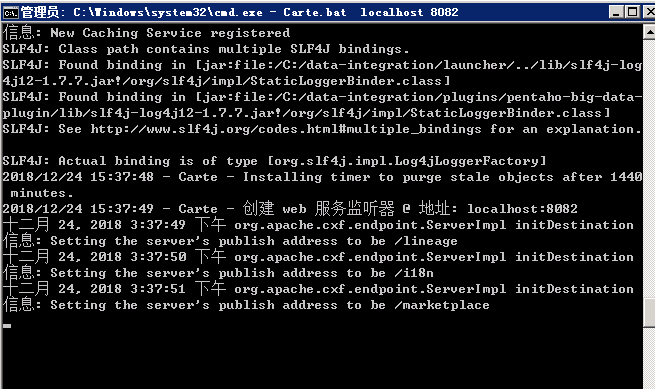 管理员: C:\Windows\system32\cmd.exe - Carte.bat  localhost 8082
信息: New Caching Service registered
SLF4J: Class path contains multiple SLF4J bindings.
SLF4J: Found binding in [jar:file:/C:/data-integration/launcher/../lib/slf4j-log
4j12-1.7.7.jar!/org/slf4j/impl/StaticLoggerBinder.class]
SLF4J: Found binding in [jar:file:/C:/data-integration/plugins/pentaho-big-data-
plugin/lib/slf4j-log4j12-1.7.7.jar!/org/slf4j/impl/StaticLoggerBinder.class]
SLF4J: See http://www.slf4j.org/codes.html#multiple_bindings for an explanation.
SLF4J: Actual binding is of type [org.slf4j.impl.Log4jLoggerFactory]
2018/12/24 15:37:48 - Carte - Installing timer to purge stale objects after 1440
 minutes.
2018/12/24 15:37:49 - Carte - 创建 web 服务监听器 @ 地址: localhost:8082
十二月 24, 2018 3:37:49 下午 org.apache.cxf.endpoint.ServerImpl initDestination
信息: Setting the server's publish address to be /lineage
十二月 24, 2018 3:37:50 下午 org.apache.cxf.endpoint.ServerImpl initDestination
信息: Setting the server's publish address to be /i18n
十二月 24, 2018 3:37:51 下午 org.apache.cxf.endpoint.ServerImpl initDestination
信息: Setting the server's publish address to be /marketplace